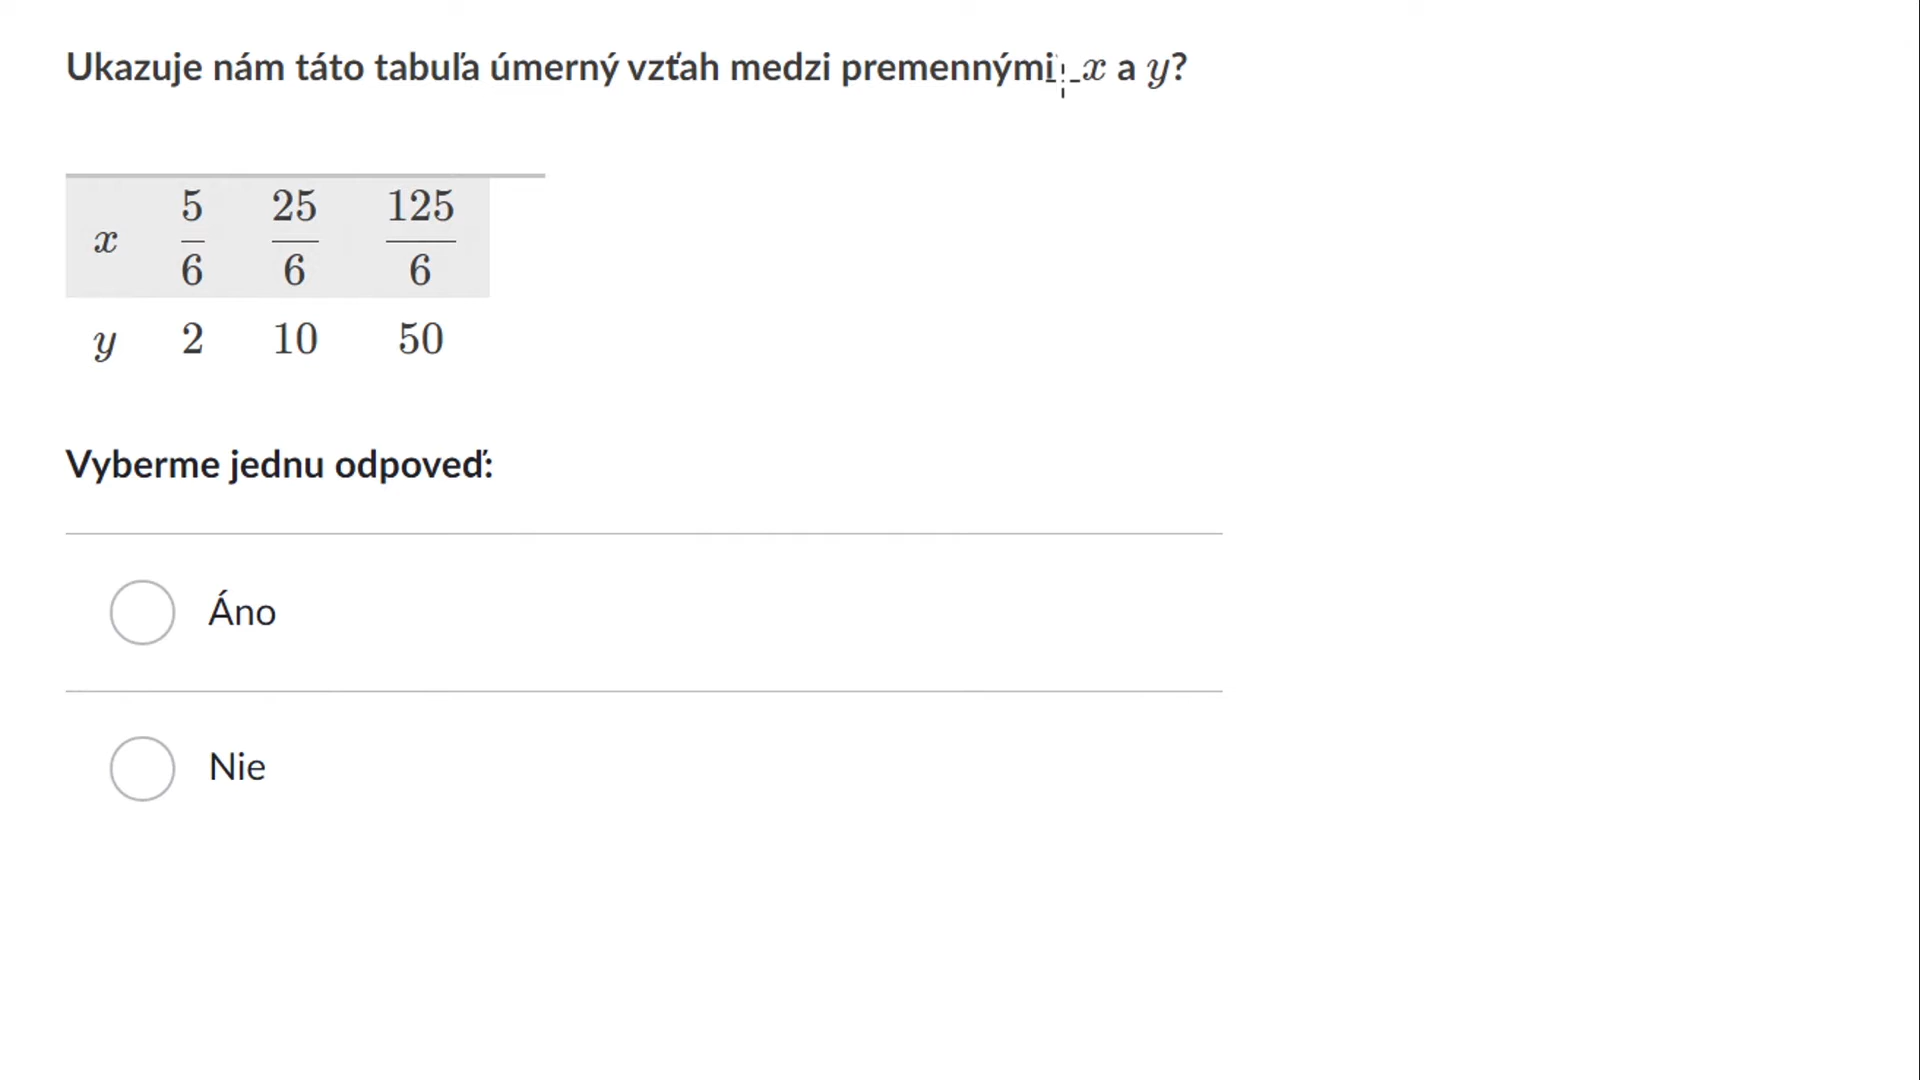 Ukazuje nám táto tabuľa úmerný vzťah medzi premennými x a y?
x 5/6 25/6 125/6
y 2 10 50
Vyberme jednu odpoveď:
Áno
Nie